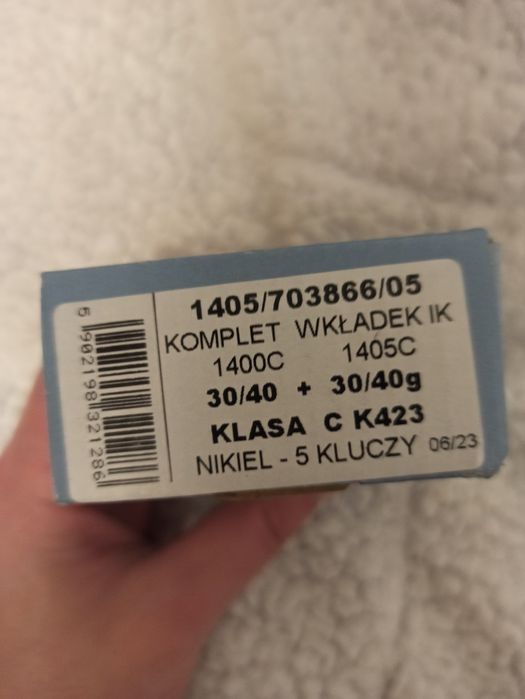 1405/703866/05
KOMPLET WKŁADEK IK
1400C 1405C
30/40 + 30/40g
KLASA C K423
NIKIEL - 5 KLUCZY 06/23
5 902198 321286